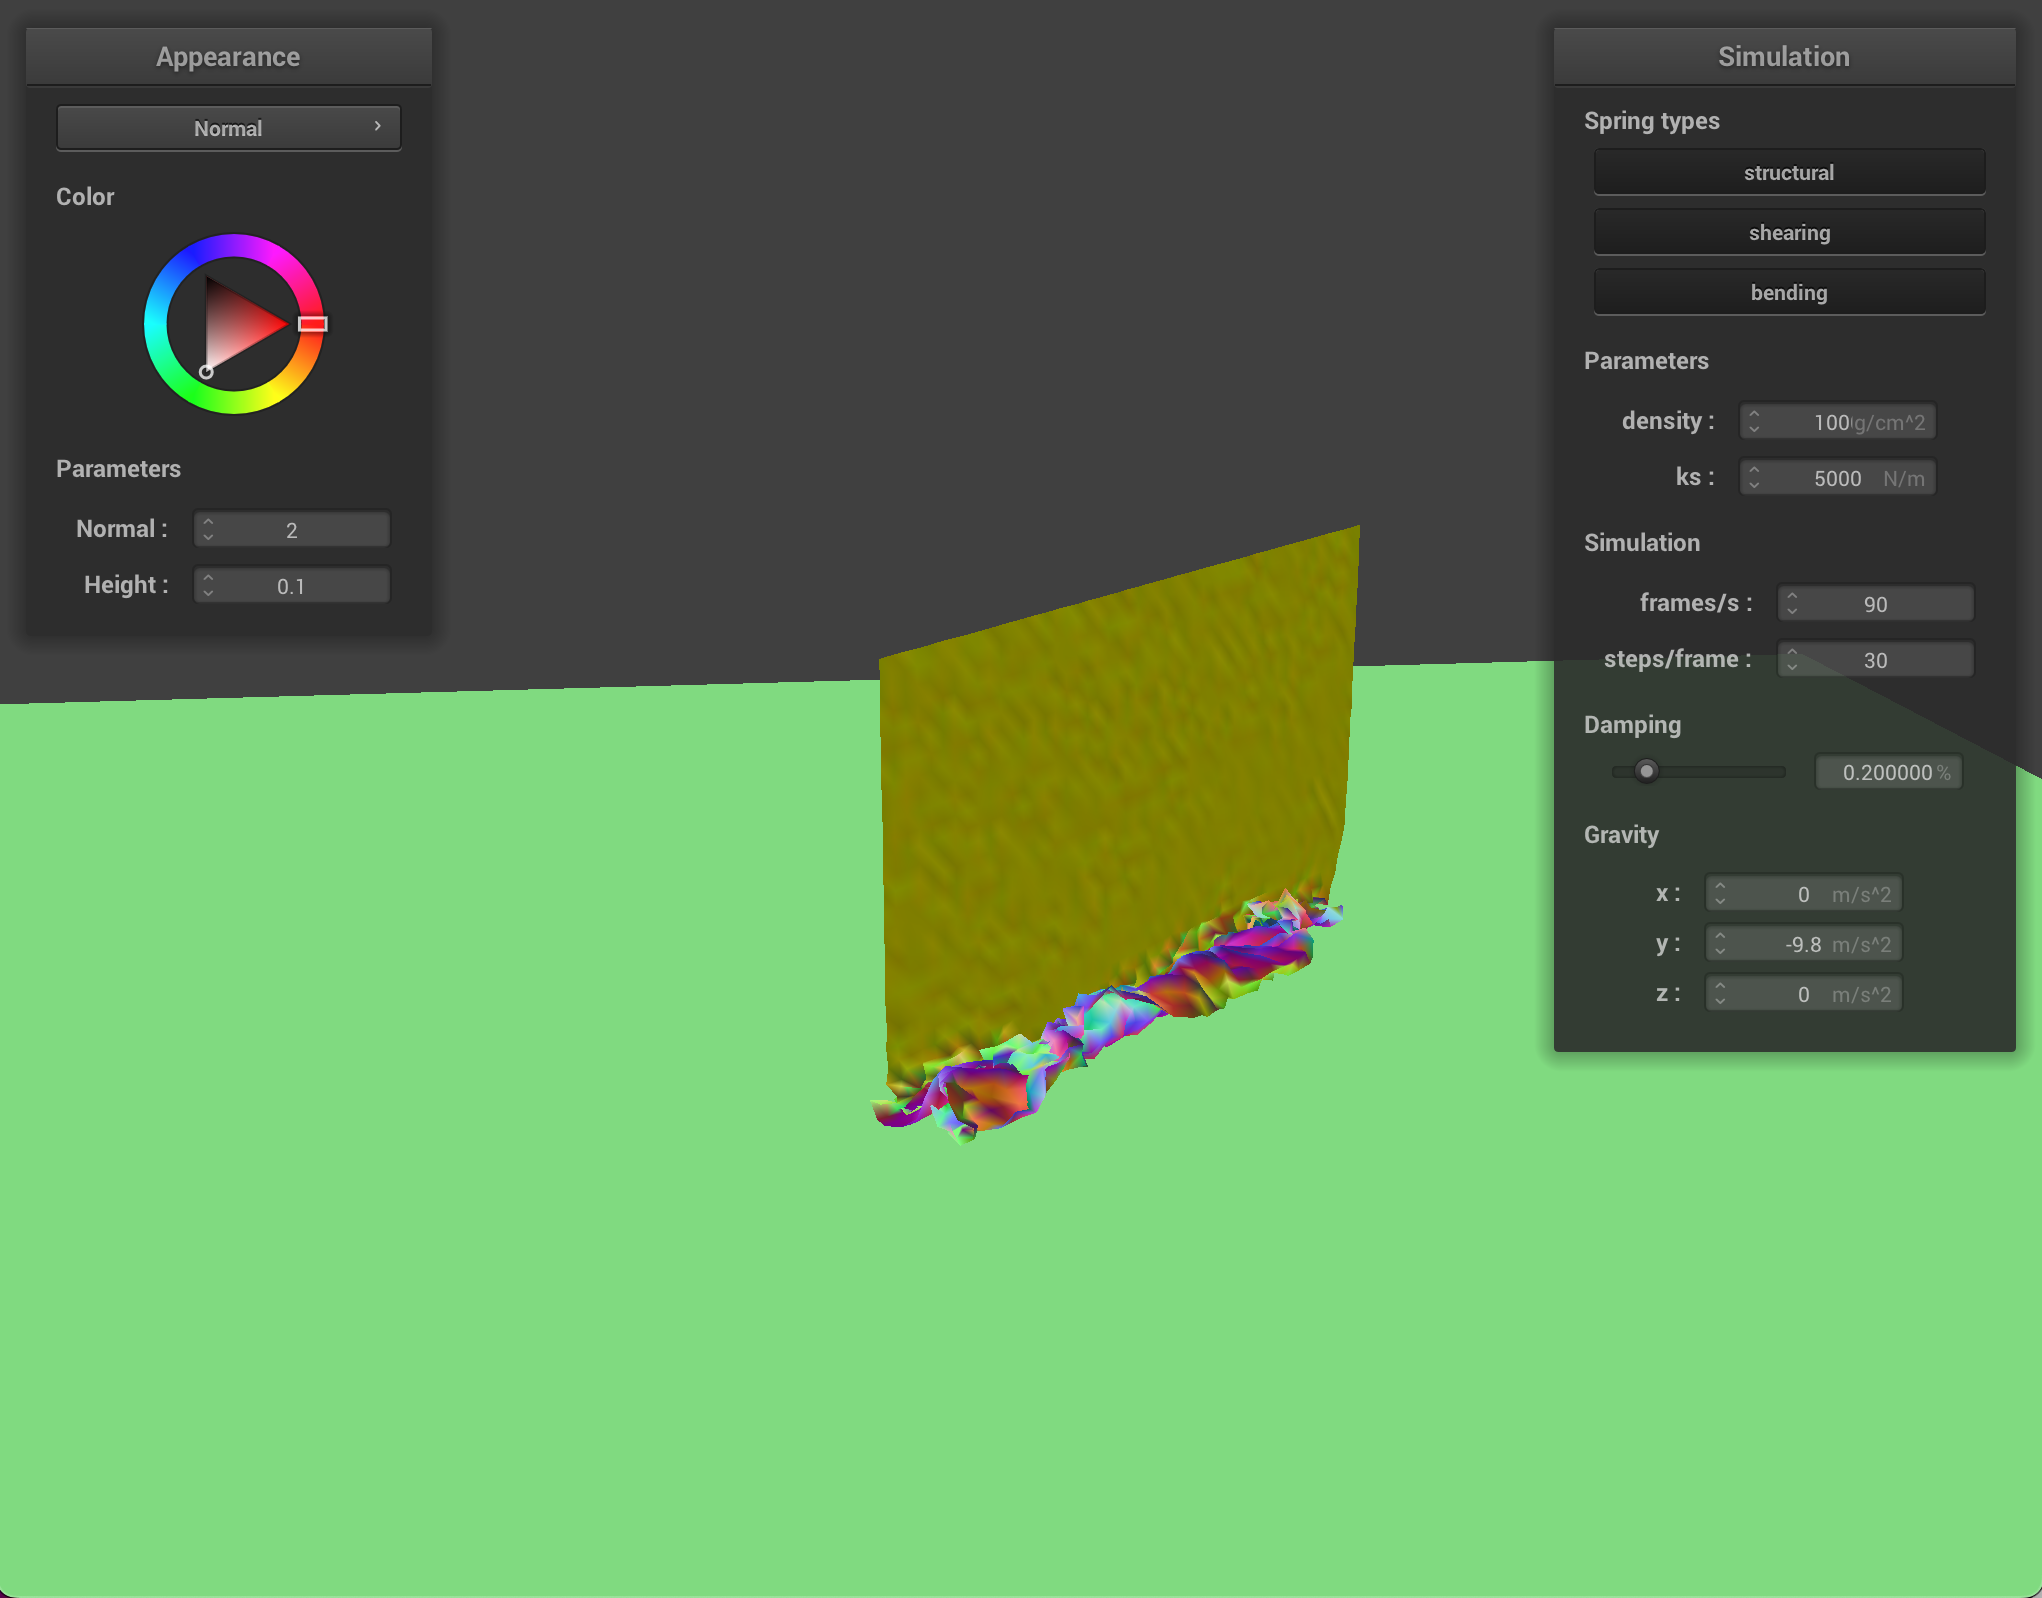 Appearance
Normal
Color
Parameters
Normal : 2
Height : 0.1
Simulation
Spring types
structural
shearing
bending
Parameters
density : 100 g/cm^2
ks : 5000 N/m
Simulation
frames/s : 90
steps/frame : 30
Damping
0.200000 %
Gravity
x : 0 m/s^2
y : -9.8 m/s^2
z : 0 m/s^2